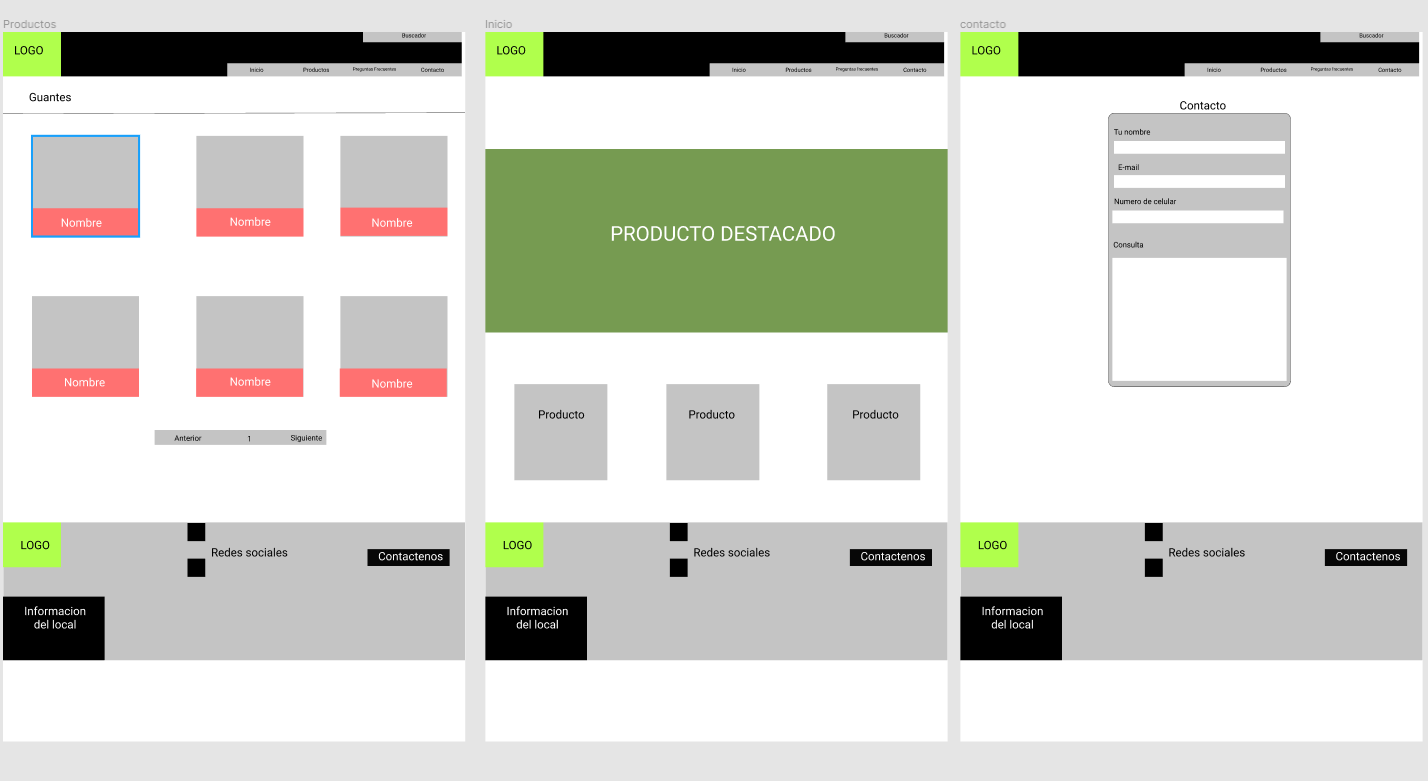 Productos
LOGO
Buscador
Inicio Productos Preguntas frecuentes Contacto
Guantes
Nombre Nombre Nombre
Nombre Nombre Nombre
Anterior 1 Siguiente
LOGO
Redes sociales
Contactenos
Informacion
del local
Inicio
LOGO
Buscador
Inicio Productos Preguntas frecuentes Contacto
PRODUCTO DESTACADO
Producto Producto Producto
LOGO
Redes sociales
Contactenos
Informacion
del local
contacto
LOGO
Buscador
Inicio Productos Preguntas frecuentes Contacto
Contacto
Tu nombre
E-mail
Numero de celular
Consulta
LOGO
Redes sociales
Contactenos
Informacion
del local